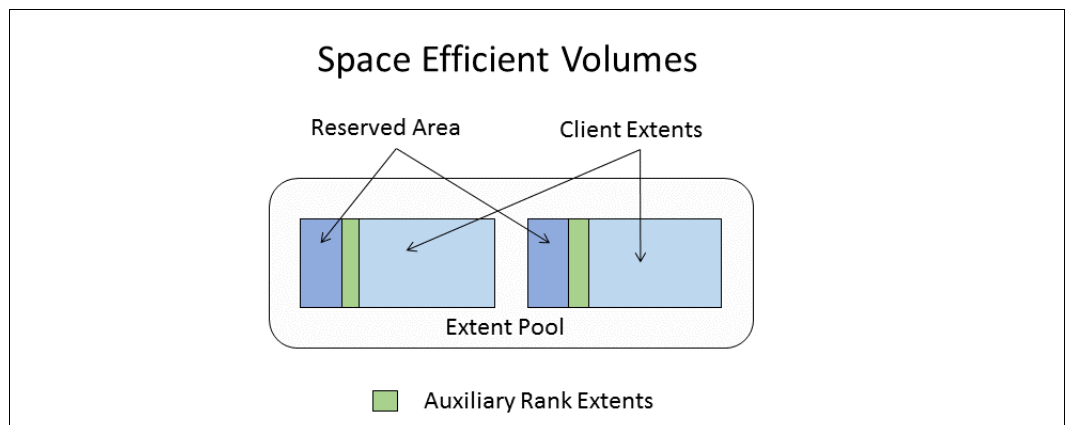 Space Efficient Volumes
Reserved Area
Client Extents
Extent Pool
Auxiliary Rank Extents